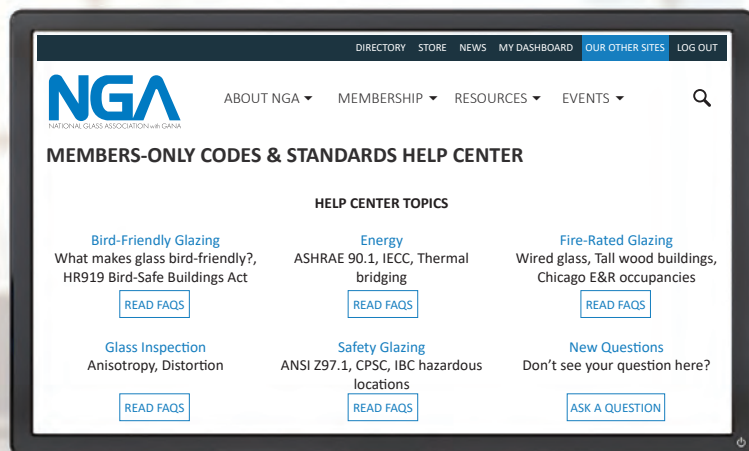 DIRECTORY STORE NEWS MY DASHBOARD OUR OTHER SITES LOG OUT
NGA
NATIONAL GLASS ASSOCIATION with GANA
ABOUT NGA MEMBERSHIP RESOURCES EVENTS
MEMBERS-ONLY CODES & STANDARDS HELP CENTER
HELP CENTER TOPICS
Bird-Friendly Glazing
What makes glass bird-friendly?,
HR919 Bird-Safe Buildings Act
READ FAQS
Energy
ASHRAE 90.1, IECC, Thermal
bridging
READ FAQS
Fire-Rated Glazing
Wired glass, Tall wood buildings,
Chicago E&R occupancies
READ FAQS
Glass Inspection
Anisotropy, Distortion
READ FAQS
Safety Glazing
ANSI Z97.1, CPSC, IBC hazardous
locations
READ FAQS
New Questions
Don't see your question here?
ASK A QUESTION